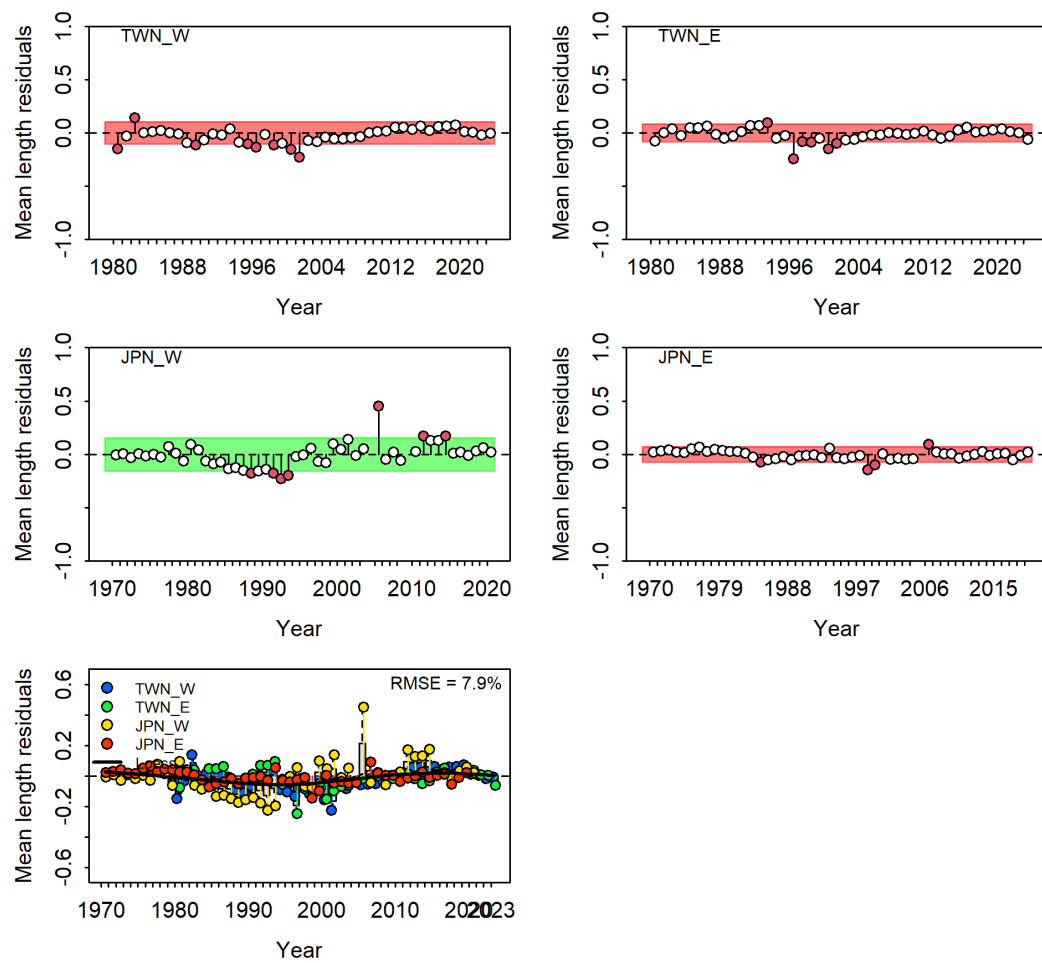 TWN_W
Mean length residuals
1.0
0.5
0.0
-1.0
1980 1988 1996 2004 2012 2020
Year
TWN_E
Mean length residuals
1.0
0.5
0.0
-1.0
1980 1988 1996 2004 2012 2020
Year
JPN_W
Mean length residuals
1.0
0.5
0.0
-1.0
1970 1980 1990 2000 2010 2020
Year
JPN_E
Mean length residuals
1.0
0.5
0.0
-1.0
1970 1979 1988 1997 2006 2015
Year
Mean length residuals
0.6
0.2
-0.2
-0.6
TWN_W
TWN_E
JPN_W
JPN_E
RMSE = 7.9%
1970 1980 1990 2000 2010 2020 2023
Year